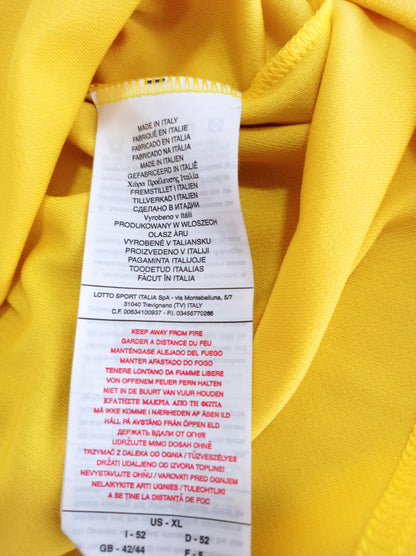 MADE IN ITALY
FABRIQUÉ EN ITALIE
FABRICADO EN ITALIA
FABRICADO NA ITÁLIA
MADE IN ITALIEN
GEFABRICEERD IN ITALIË
Χώρα Προέλευσης Ιταλία
FREMSTILLET I ITALIEN
TILLVERKAD I ITALIEN
СДЕЛАНО В ИТАДИИ
Vyrobeno v Itálii
PRODUKOWANY W WŁOSZECH
OLASZ ÁRU
VYROBENÉ V TALIANSKU
PROIZVEDENO V ITALIJI
PAGAMINTA ITALIJOJE
TOODETUD ITAALIAS
FĂCUT ÎN ITALIA
LOTTO SPORT ITALIA SpA - via Montebelluna, 5/7
31040 Trevignano (TV) ITALY
C.F. 00634100937 - P.I. 03456770268
KEEP AWAY FROM FIRE
GARDER A DISTANCE DU FEU
MANTÉNGASE ALEJADO DEL FUEGO
MANTER AFASTADO DO FOGO
TENERE LONTANO DA FIAMME LIBERE
VON OFFENEM FEUER FERN HALTEN
NIET IN DE BUURT VAN VUUR HOUDEN
ΚΡΑΤΗΣΤΕ ΜΑΚΡΙΑ ΑΠΟ ΤΗ ΦΩΤΙΑ
MÅ IKKE KOMME I NÆRHEDEN AF ÅBEN ILD
HÅLL PÅ AVSTÅND FRÅN ÖPPEN ELD
ДЕРЖАТЬ ВДАЛИ ОТ ОГНЯ!
UDRŽUJTE MIMO DOSAH OHNĚ
TRZYMAĆ Z DALEKA OD OGNIA / TŰZVESZÉLYES
DRŽATI UDALJENO OD IZVORA TOPLINE!
NEVYSTAVUJTE OHŇU / VAROVATI PRED OGNJEM
NELAIKYKITE ARTI UGNIES / TULEOHTLIK!
A SE ŢINE LA DISTANŢĂ DE FOC
US - XL
I - 52 D - 52
GB - 42/44